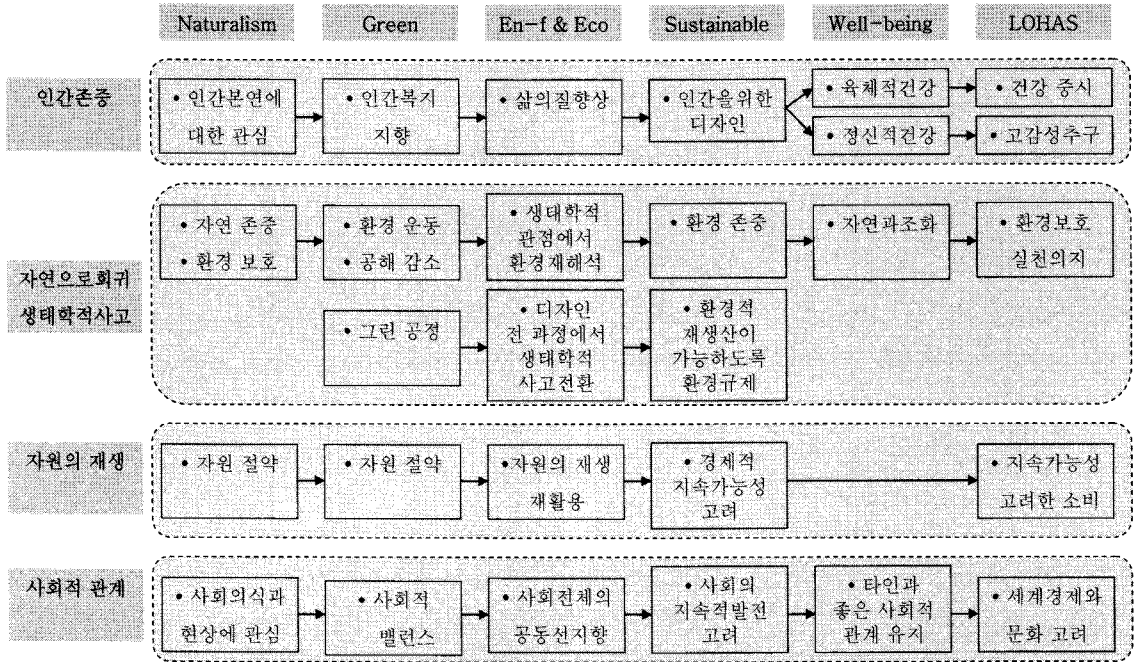 Naturalism
Green
En-f & Eco
Sustainable
Well-being
LOHAS
인간존중
• 인간본연에
대한 관심
• 인간복지
지향
• 삶의질향상
• 인간을위한
디자인
• 육체적건강
• 정신적건강
• 건강 중시
• 고감성추구
자연으로회귀
생태학적사고
• 자연 존중
• 환경 보호
• 환경 운동
• 공해 감소
• 생태학적
관점에서
환경재해석
• 환경 존중
• 자연과조화
• 환경보호
실천의지
• 그린 공정
• 디자인
전 과정에서
생태학적
사고전환
• 환경적
재생산이
가능하도록
환경규제
자원의 재생
• 자원 절약
• 자원 절약
•자원의 재생
재활용
• 경제적
지속가능성
고려
• 지속가능성
고려한 소비
사회적 관계
• 사회의식과
현상에 관심
• 사회적
밸런스
• 사회전체의
공동선지향
• 사회의
지속적발전
고려
• 타인과
좋은 사회적
관계 유지
• 세계경제와
문화 고려